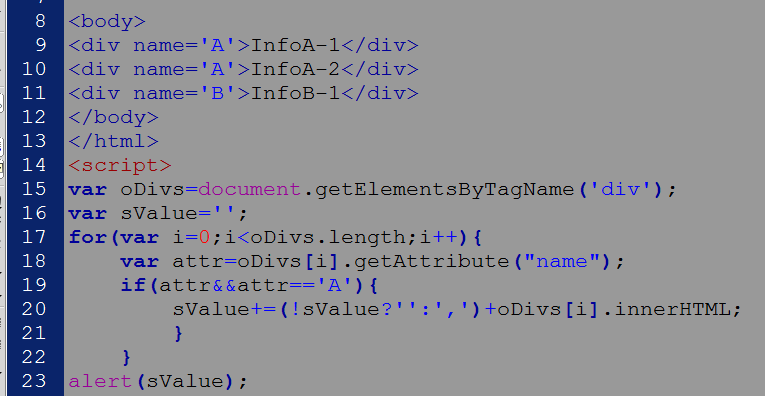 8 <body>
9 <div name='A'>InfoA-1</div>
10 <div name='A'>InfoA-2</div>
11 <div name='B'>InfoB-1</div>
12 </body>
13 </html>
14 <script>
15 var oDivs=document.getElementsByTagName('div');
16 var sValue='';
17 for(var i=0;i<oDivs.length;i++){
18     var attr=oDivs[i].getAttribute("name");
19     if(attr&&attr=='A'){
20         sValue+=(!sValue?'':',')+oDivs[i].innerHTML;
21         }
22     }
23 alert(sValue);